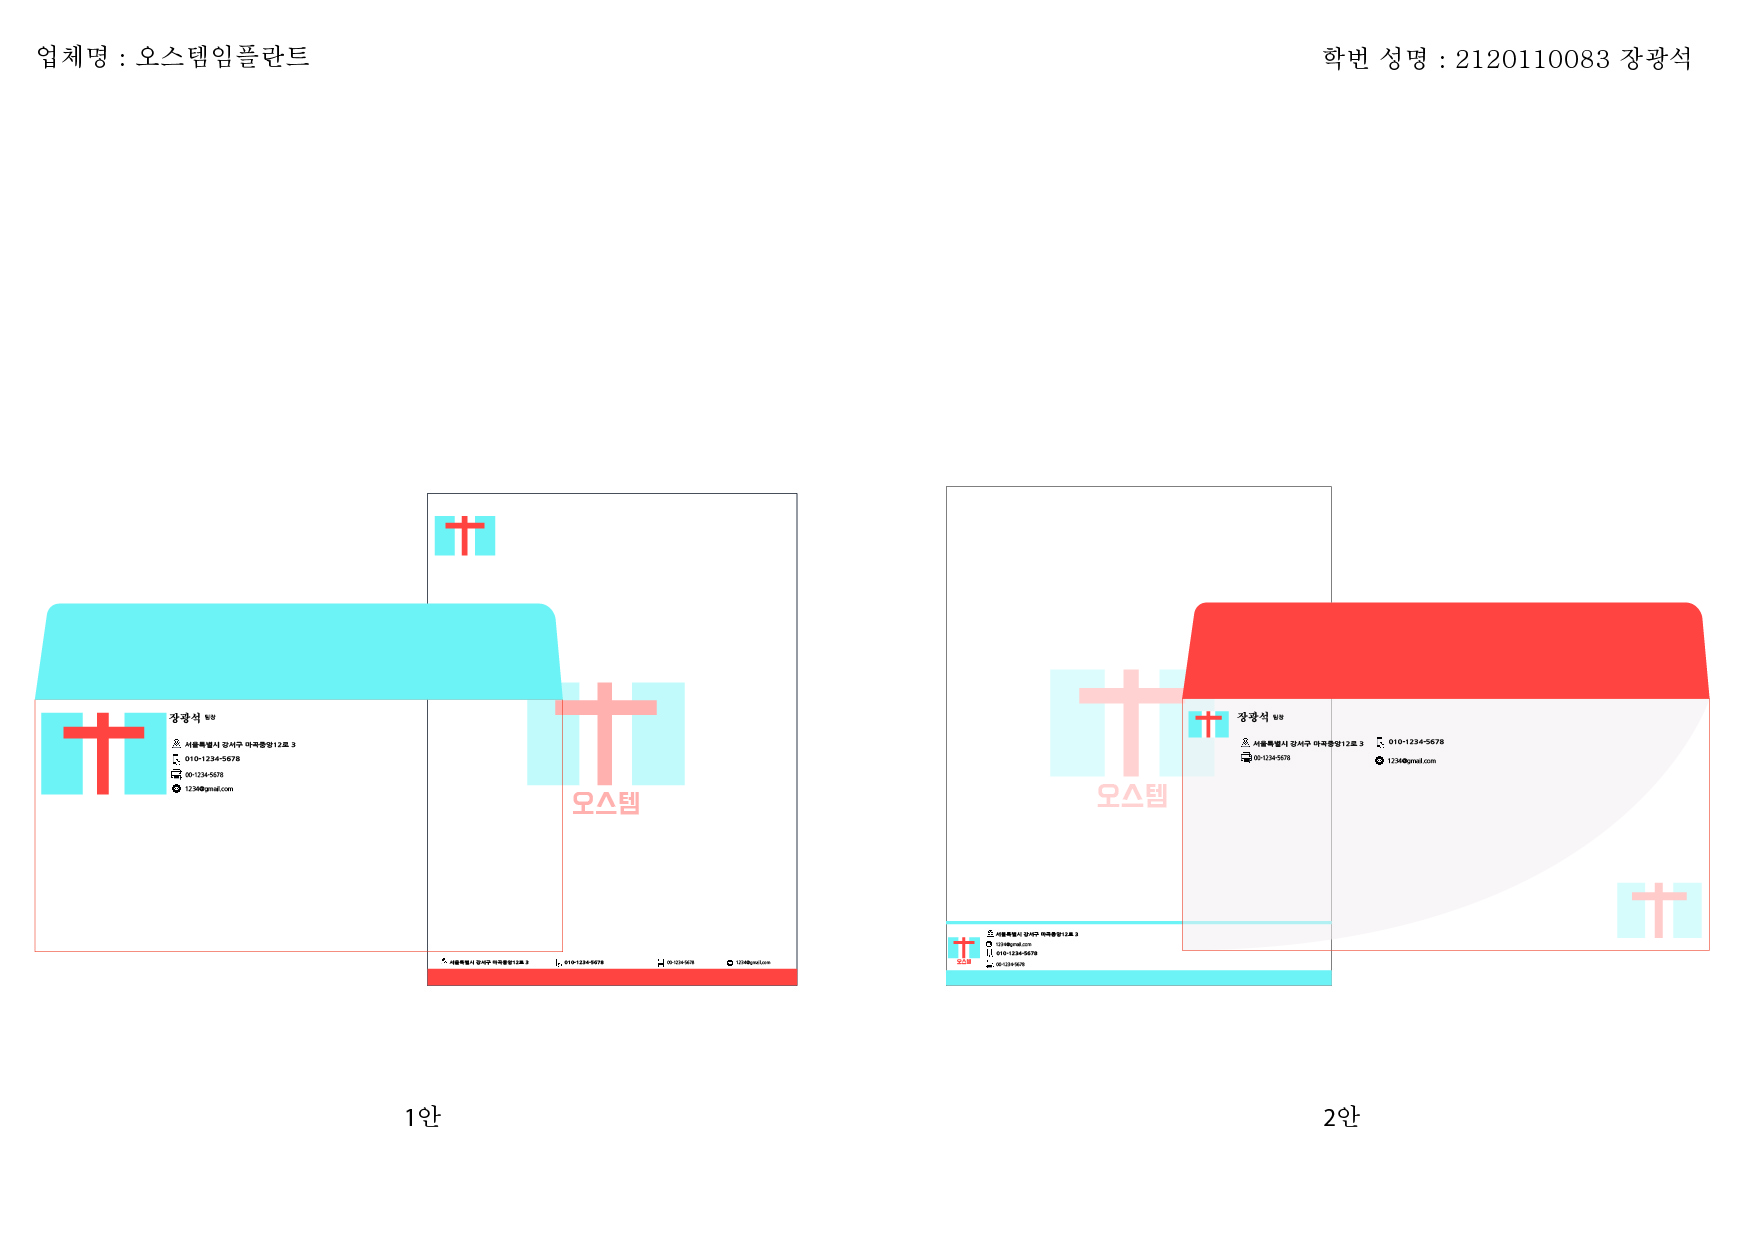 업체명 : 오스템임플란트
학번 성명 : 2120110083 장광석
장광석 팀장
서울특별시 강서구 마곡중앙12로 3
010-1234-5678
00-1234-5678
1234@gmail.com
오스템
서울특별시 강서구 마곡중앙12로 3 010-1234-5678 00-1234-5678 1234@gmail.com
오스템
장광석 팀장
서울특별시 강서구 마곡중앙12로 3 010-1234-5678
00-1234-5678 1234@gmail.com
서울특별시 강서구 마곡중앙12로 3
1234@gmail.com
010-1234-5678
00-1234-5678
오스템
1안
2안